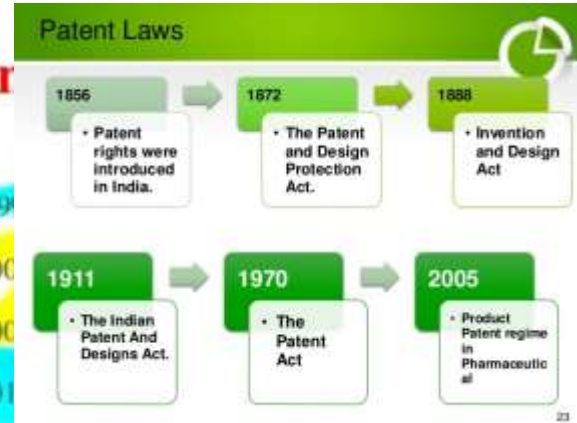 Patent Laws
1856
• Patent
rights were
introduced
in India.
1872
• The Patent
and Design
Protection
Act.
1888
• Invention
and Design
Act
1911
• The Indian
Patent And
Designs Act.
1970
• The
Patent
Act
2005
• Product
Patent regime
in
Pharmaceutic
al
23